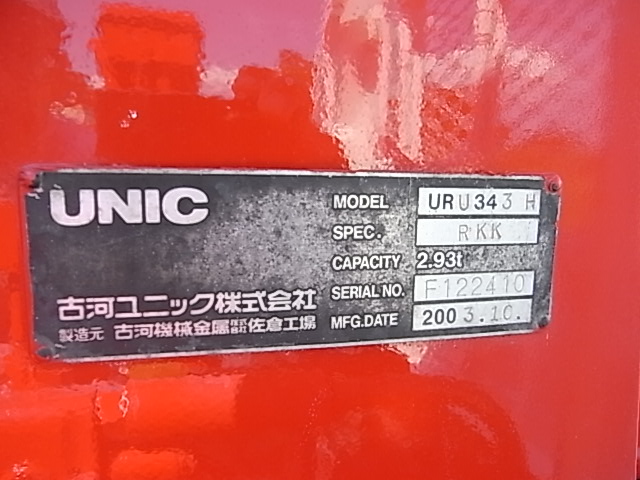 UNIC
MODEL URU343 H
SPEC. RKK
CAPACITY 2.93t
SERIAL NO. F122410
MFG.DATE 2003.10.
古河ユニック株式会社
製造元 古河機械金属株式会社佐倉工場